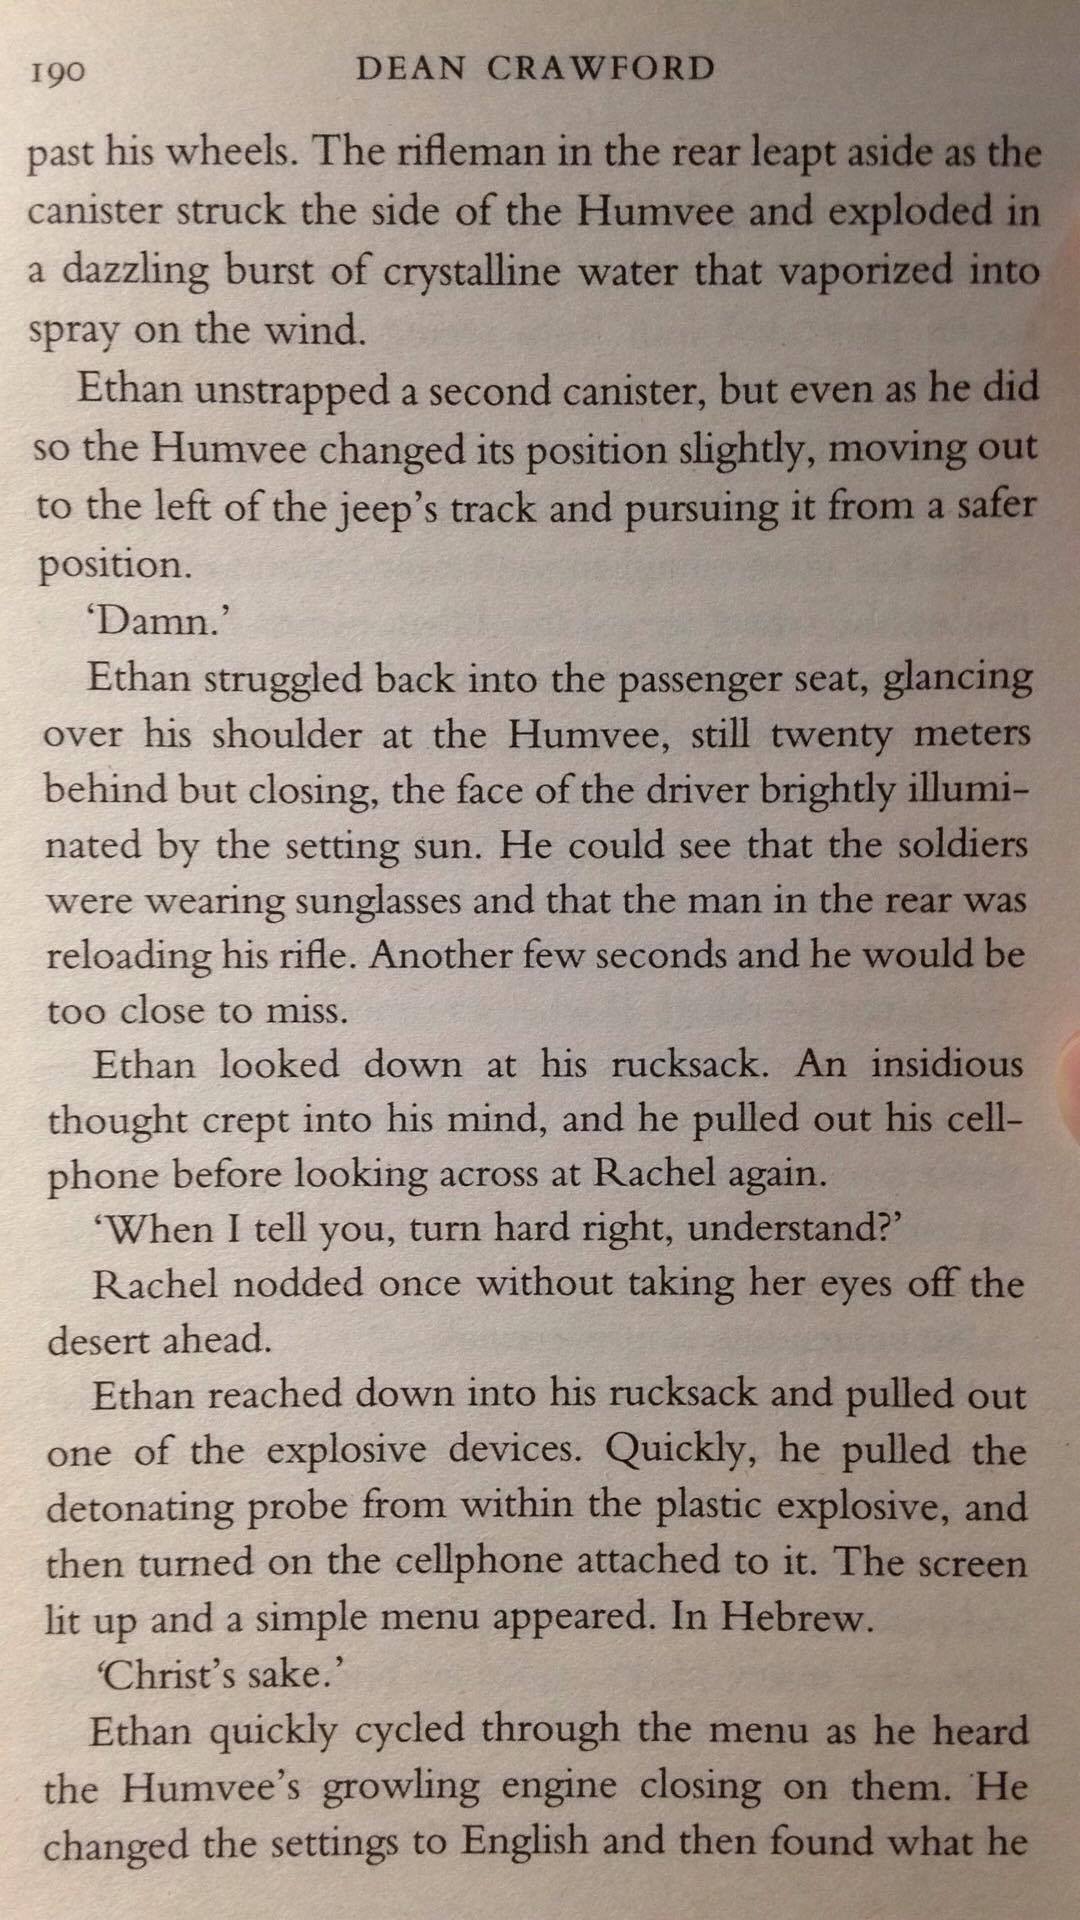 190 DEAN CRAWFORD
past his wheels. The rifleman in the rear leapt aside as the
canister struck the side of the Humvee and exploded in
a dazzling burst of crystalline water that vaporized into
spray on the wind.
Ethan unstrapped a second canister, but even as he did
so the Humvee changed its position slightly, moving out
to the left of the jeep's track and pursuing it from a safer
position.
‘Damn.’
Ethan struggled back into the passenger seat, glancing
over his shoulder at the Humvee, still twenty meters
behind but closing, the face of the driver brightly illumi-
nated by the setting sun. He could see that the soldiers
were wearing sunglasses and that the man in the rear was
reloading his rifle. Another few seconds and he would be
too close to miss.
Ethan looked down at his rucksack. An insidious
thought crept into his mind, and he pulled out his cell-
phone before looking across at Rachel again.
‘When I tell you, turn hard right, understand?’
Rachel nodded once without taking her eyes off the
desert ahead.
Ethan reached down into his rucksack and pulled out
one of the explosive devices. Quickly, he pulled the
detonating probe from within the plastic explosive, and
then turned on the cellphone attached to it. The screen
lit up and a simple menu appeared. In Hebrew.
‘Christ’s sake.’
Ethan quickly cycled through the menu as he heard
the Humvee’s growling engine closing on them. He
changed the settings to English and then found what he